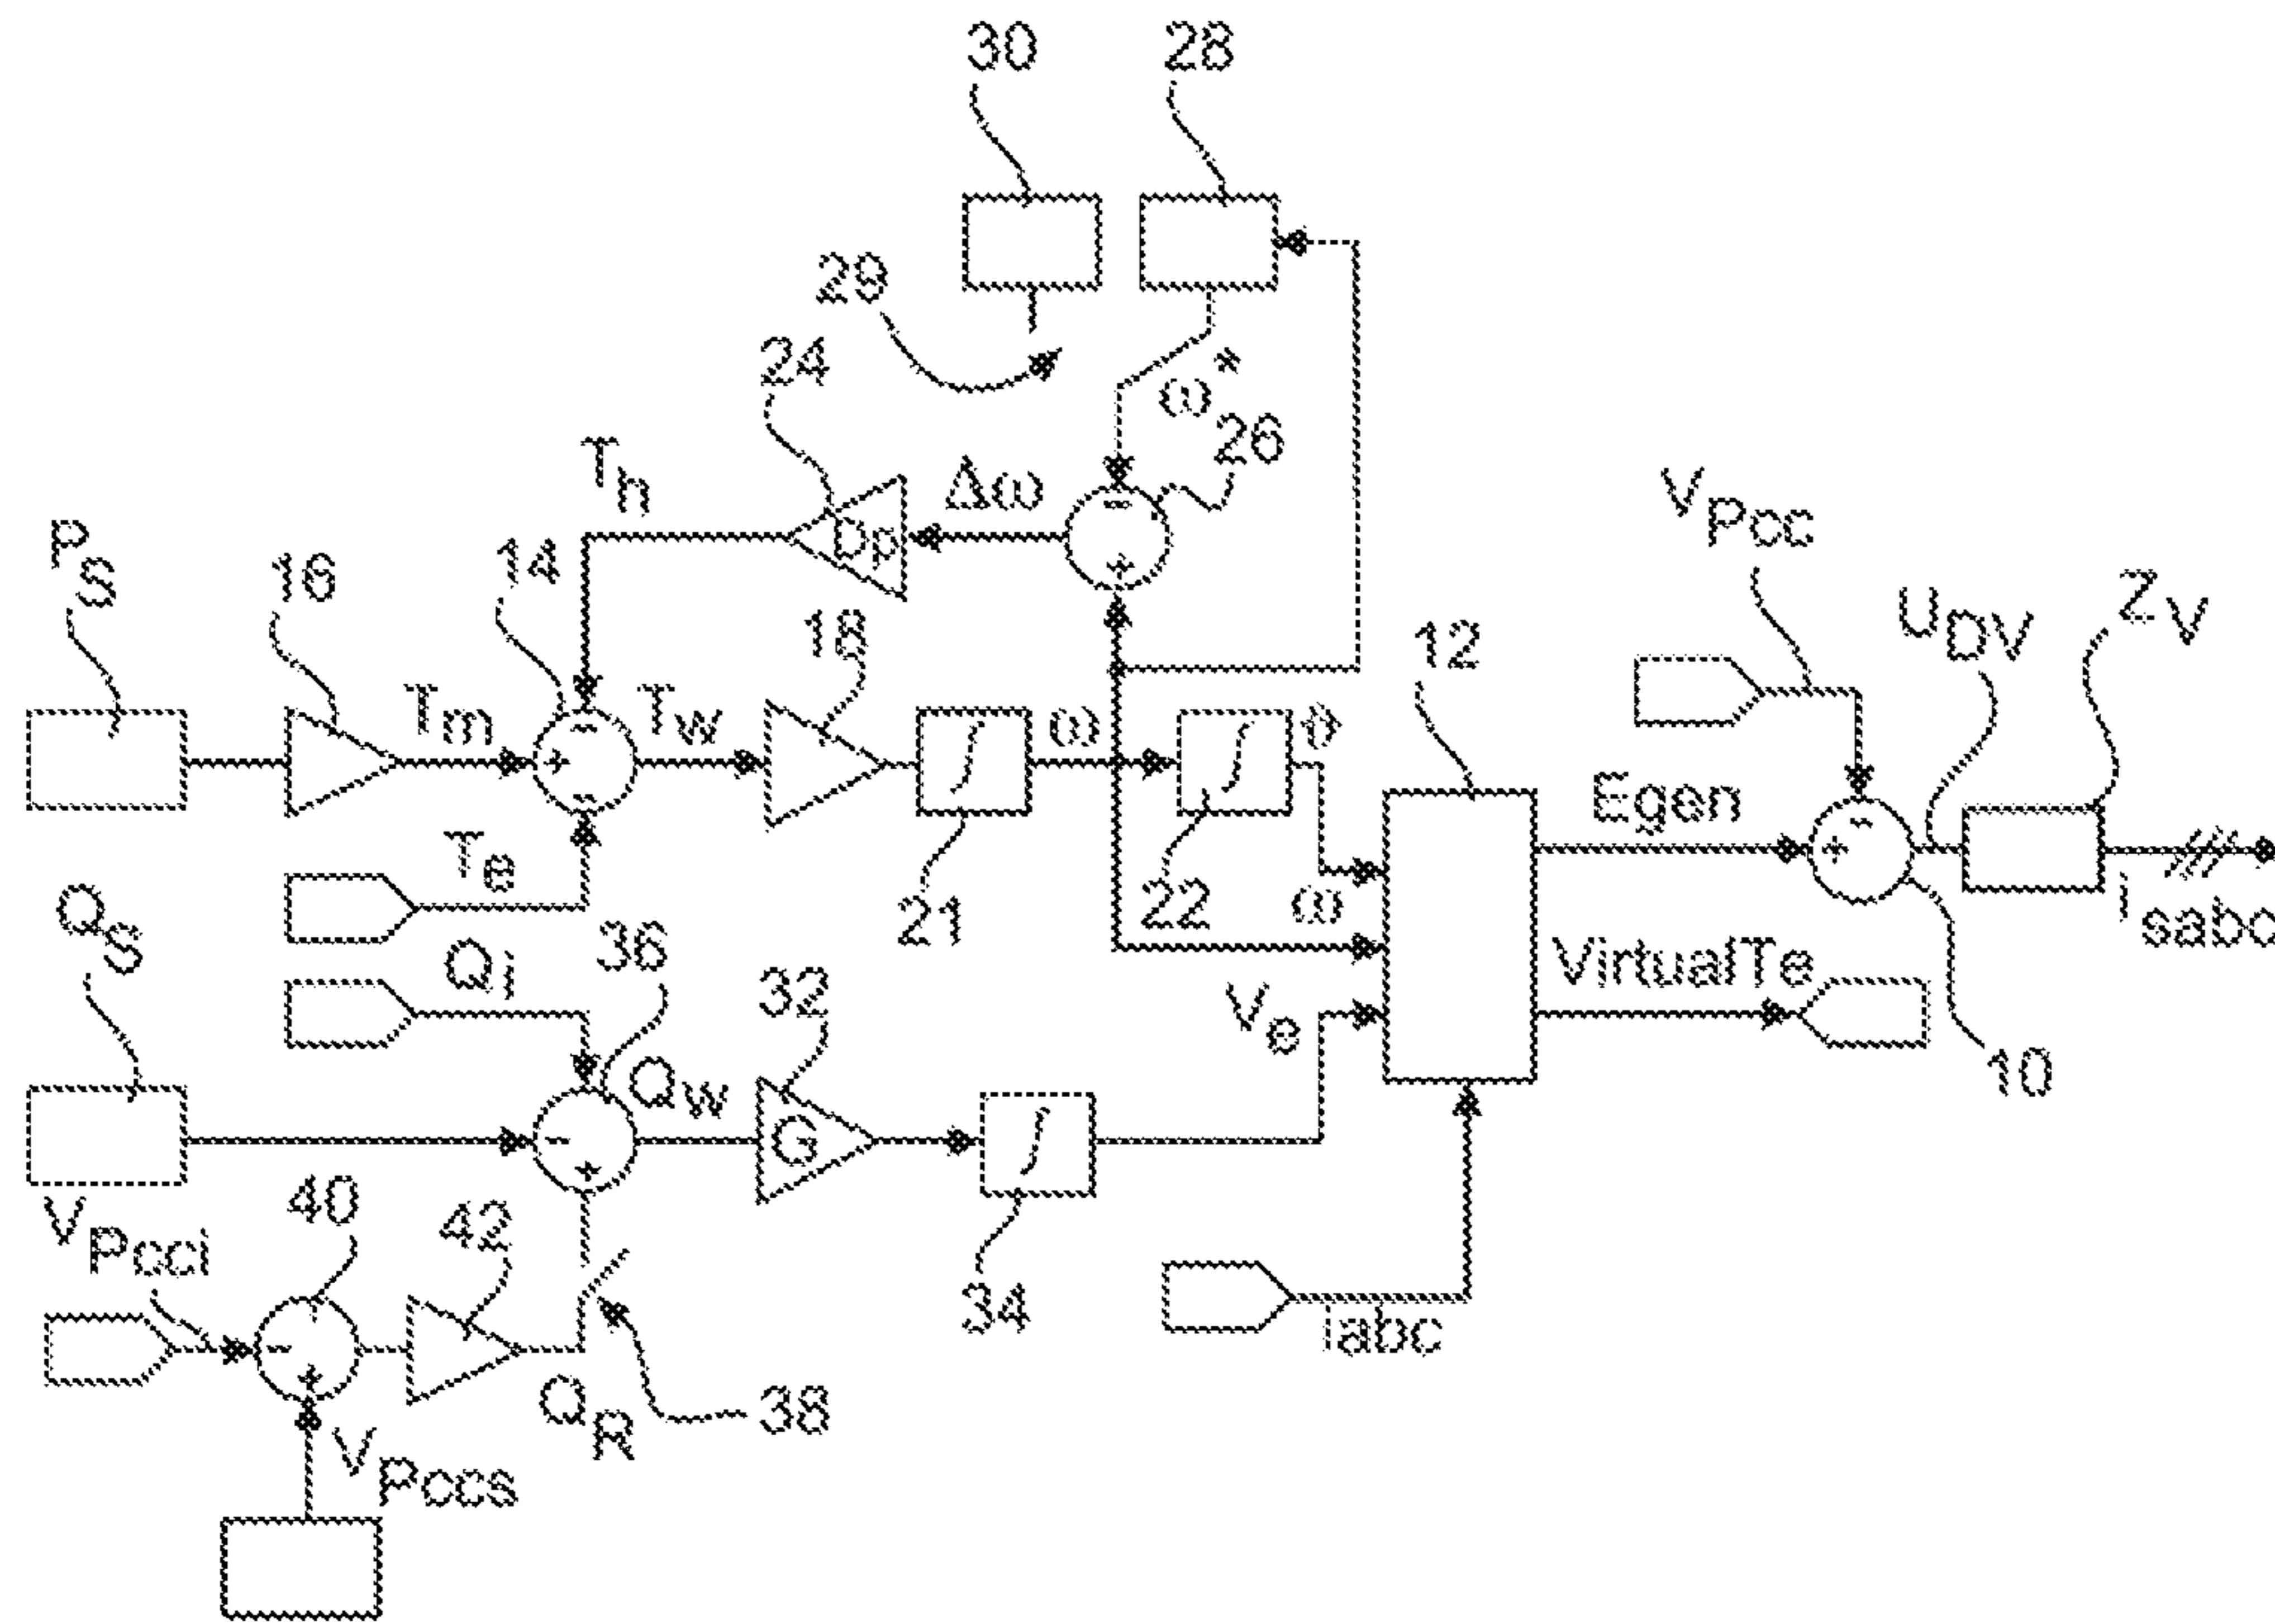 30
28
29
24
ω*
26
Th
Δω
Dp
VPcc
PS
16
14
18
12
UDV
ZV
Tm
Tw
ω
ϑ
Egen
Te
21
22
ω
isabc
QS
Qi
36
32
Ve
VirtualTe
10
Qw
G
VPcci
40
42
34
iabc
QR
38
VPccs